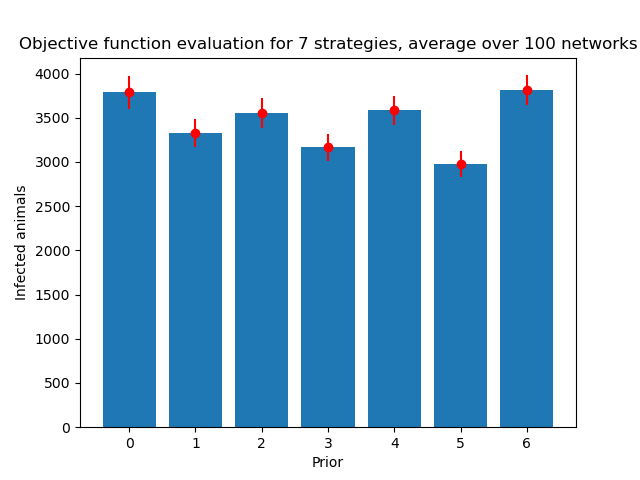 Objective function evaluation for 7 strategies, average over 100 networks
4000
3500
3000
2500
2000
1500
1000
500
0
Infected animals
0 1 2 3 4 5 6
Prior